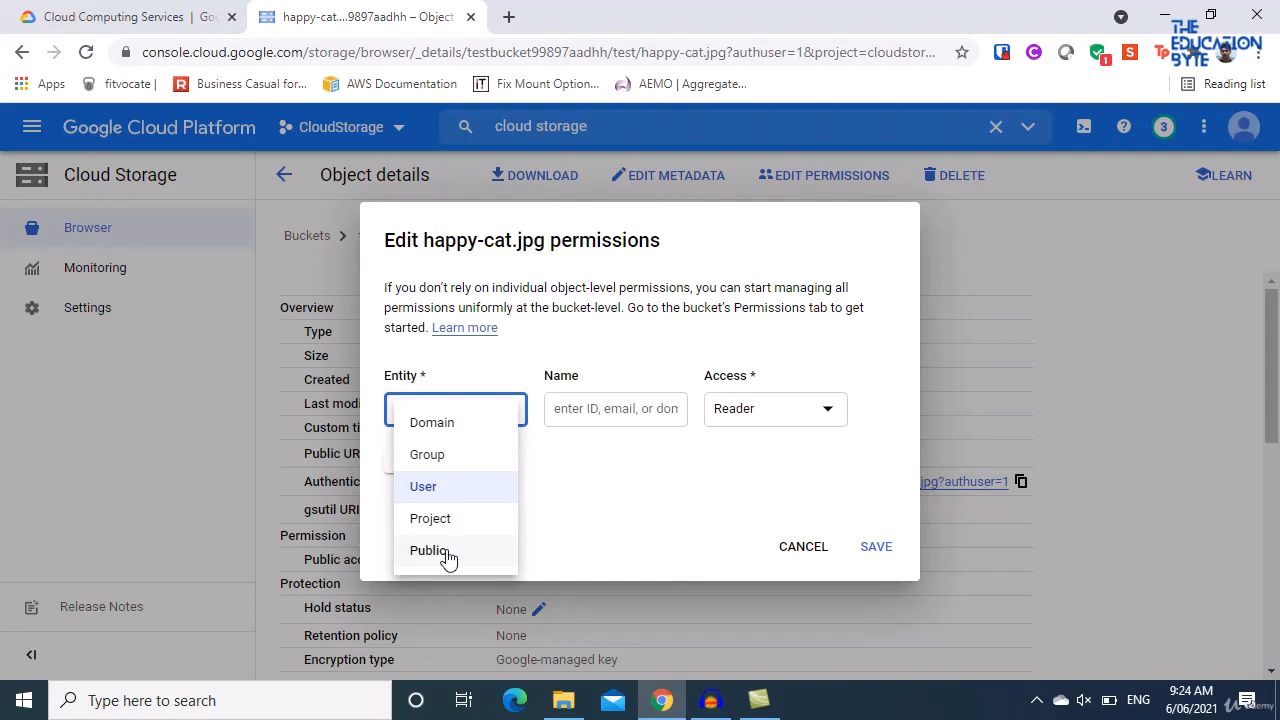 Cloud Computing Services | Goo
happy-cat....9897aadhh – Object
THE EDUCATION BYTE
console.cloud.google.com/storage/browser/_details/testbucket99897aadhh/test/happy-cat.jpg?authuser=1&project=cloudstor...
1
S
Apps
fitvocate |
Business Casual for...
AWS Documentation
Fix Mount Option...
AEMO | Aggregate...
Reading list
Google Cloud Platform
CloudStorage
cloud storage
3
Cloud Storage
Object details
DOWNLOAD
EDIT METADATA
EDIT PERMISSIONS
DELETE
LEARN
Browser
Monitoring
Settings
Buckets
Overview
Type
Size
Created
Last modi
Custom ti
Public UR
Authentic
jpg?authuser=1
gsutil URI
Permission
Public acc
Protection
Hold status
None
Retention policy
None
Encryption type
Google-managed key
Edit happy-cat.jpg permissions
If you don't rely on individual object-level permissions, you can start managing all
permissions uniformly at the bucket-level. Go to the bucket's Permissions tab to get
started. Learn more
Entity *
Name
Access *
enter ID, email, or dom
Reader
Domain
Group
User
Project
Public
CANCEL
SAVE
Release Notes
Type here to search
ENG
9:24 AM
6/06/2021
Udemy